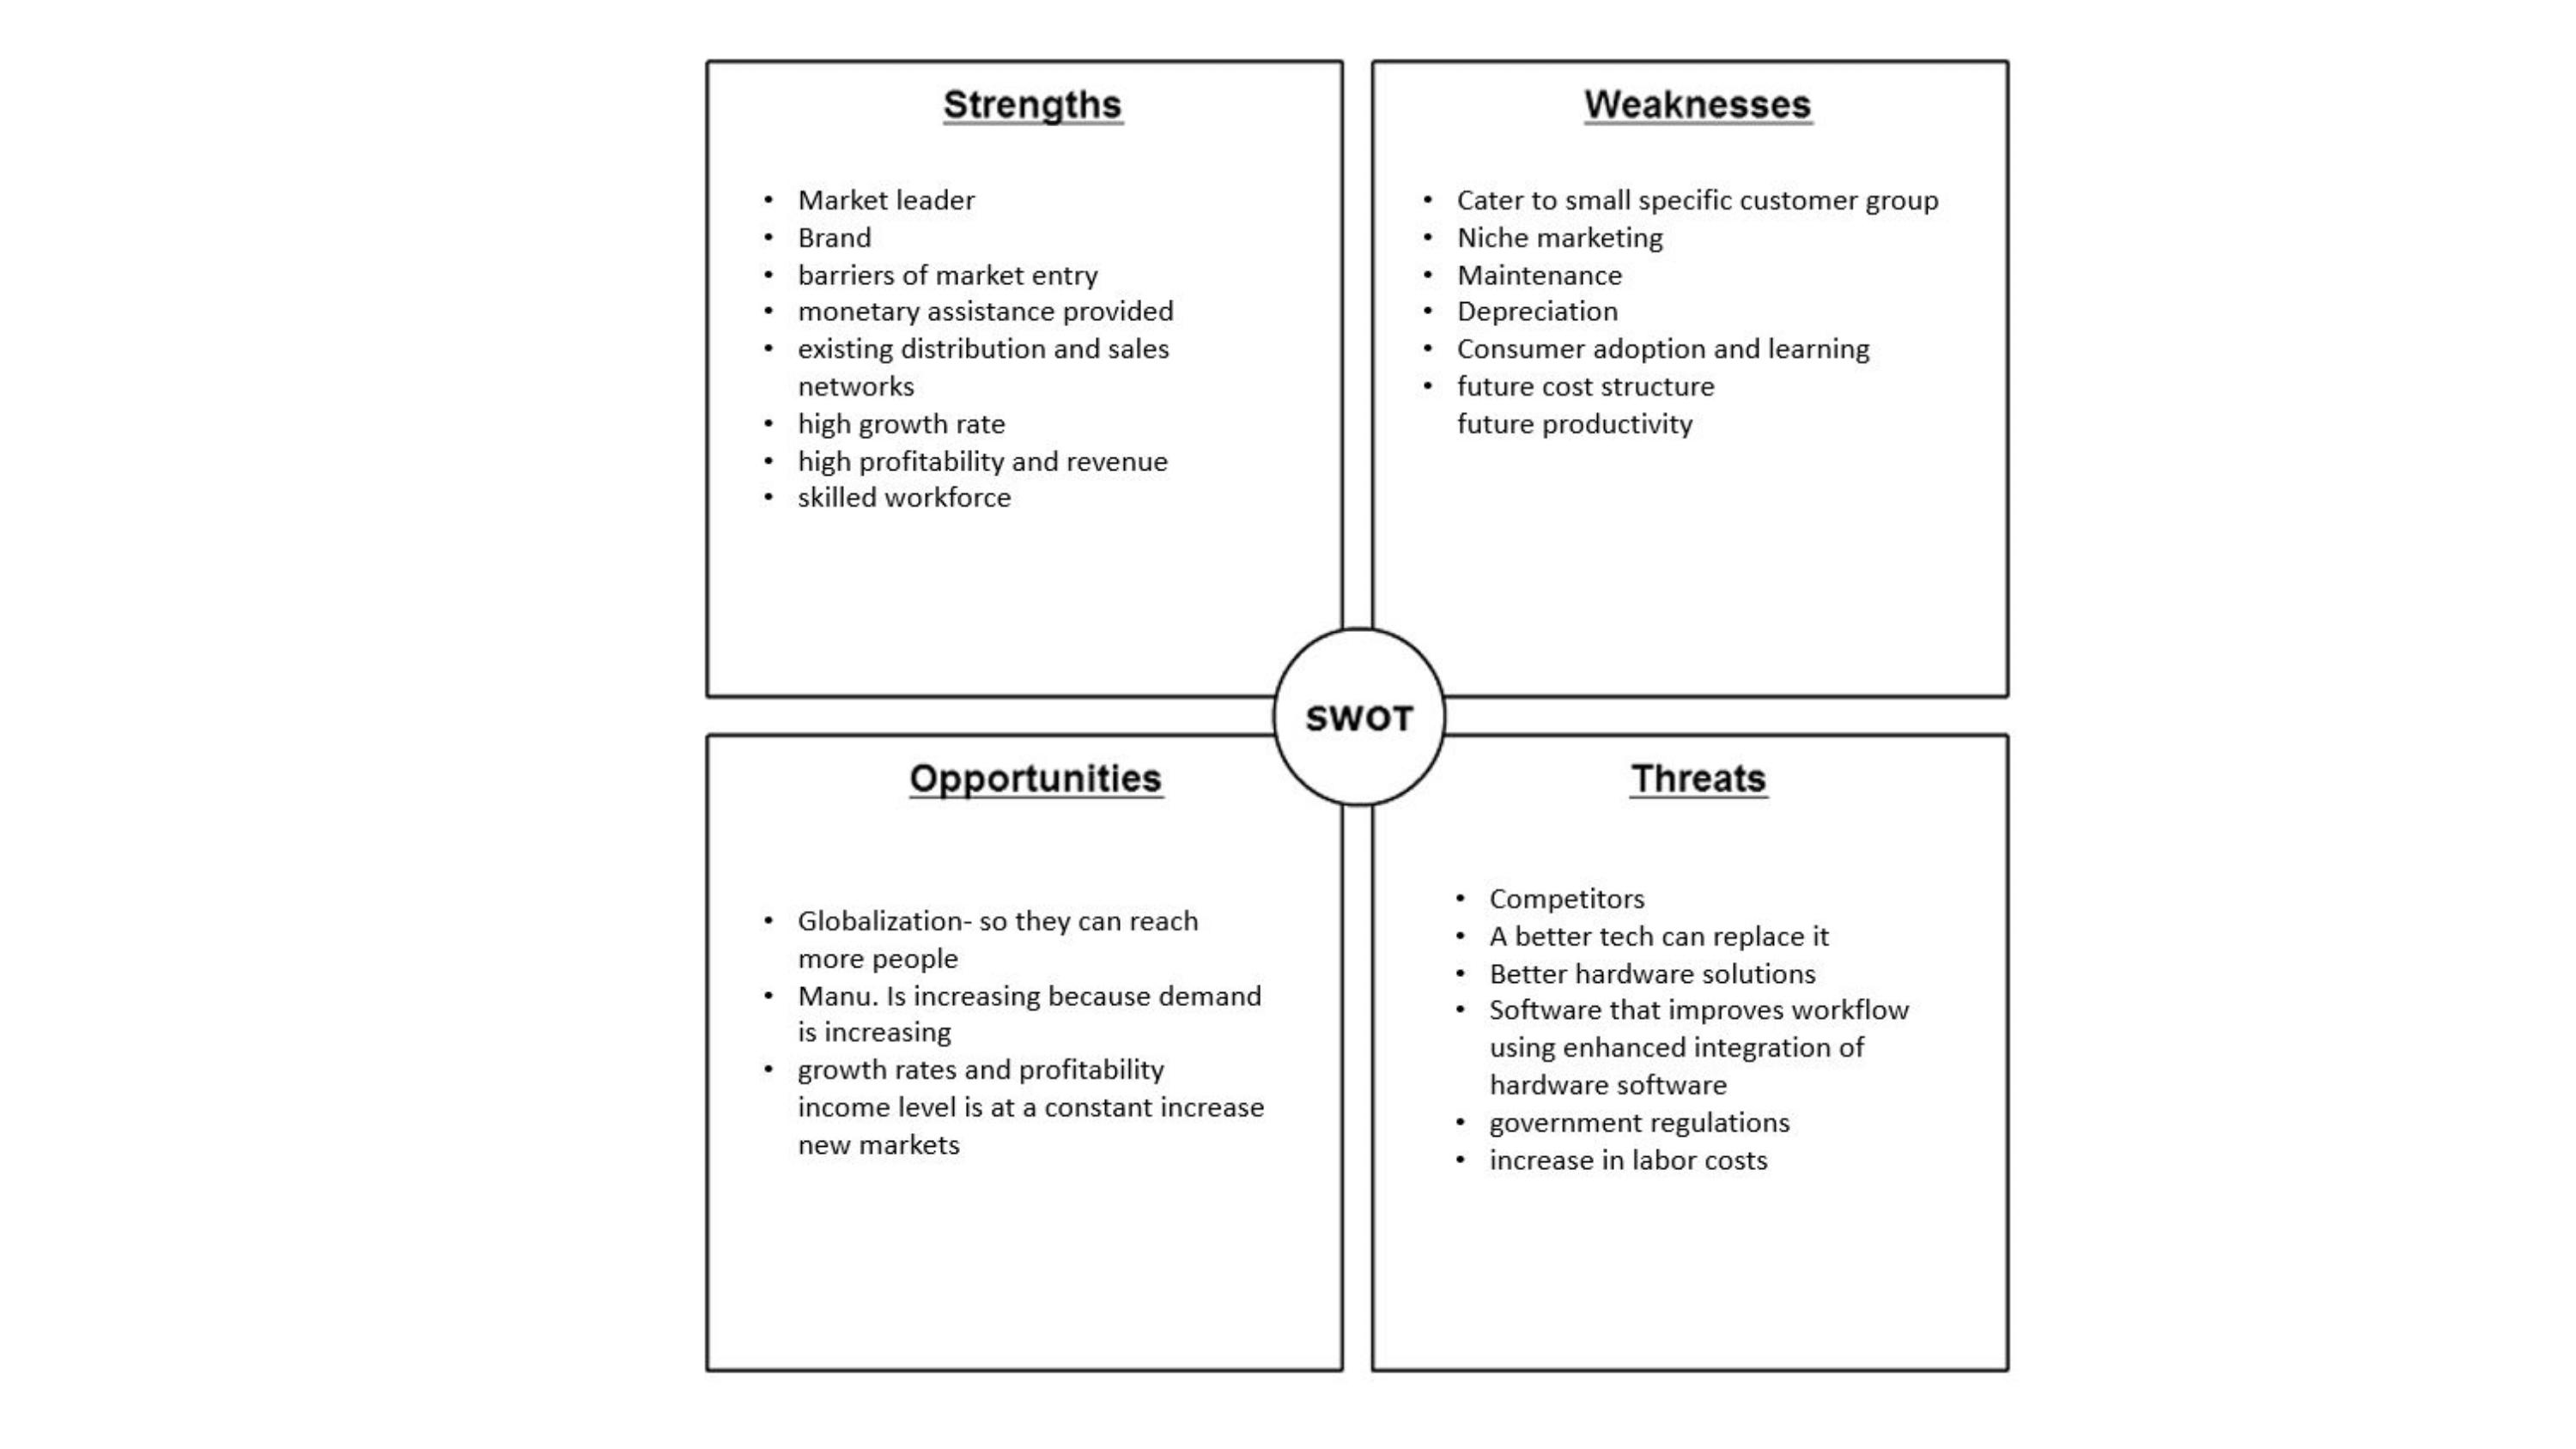 Strengths
• Market leader
• Brand
• barriers of market entry
• monetary assistance provided
• existing distribution and sales
networks
• high growth rate
• high profitability and revenue
• skilled workforce
Weaknesses
• Cater to small specific customer group
• Niche marketing
• Maintenance
• Depreciation
• Consumer adoption and learning
• future cost structure
future productivity
SWOT
Opportunities
• Globalization- so they can reach
more people
• Manu. Is increasing because demand
is increasing
• growth rates and profitability
income level is at a constant increase
new markets
Threats
• Competitors
• A better tech can replace it
• Better hardware solutions
• Software that improves workflow
using enhanced integration of
hardware software
• government regulations
• increase in labor costs